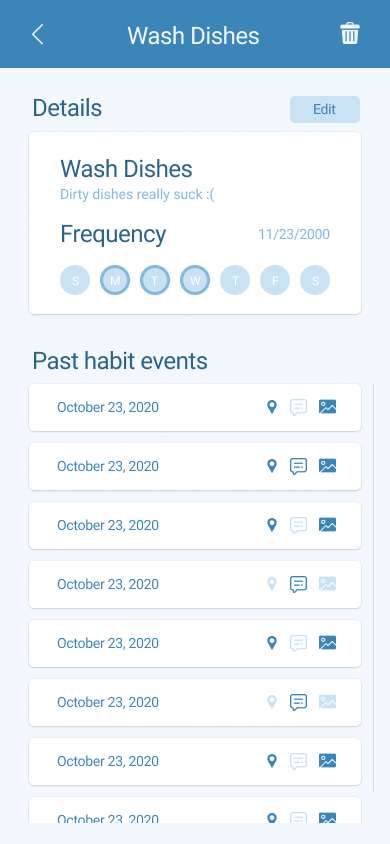 Wash Dishes
Details
Edit
Wash Dishes
Dirty dishes really suck :(
Frequency
11/23/2000
S M T W T F S
Past habit events
October 23, 2020
October 23, 2020
October 23, 2020
October 23, 2020
October 23, 2020
October 23, 2020
October 23, 2020
October 23, 2020